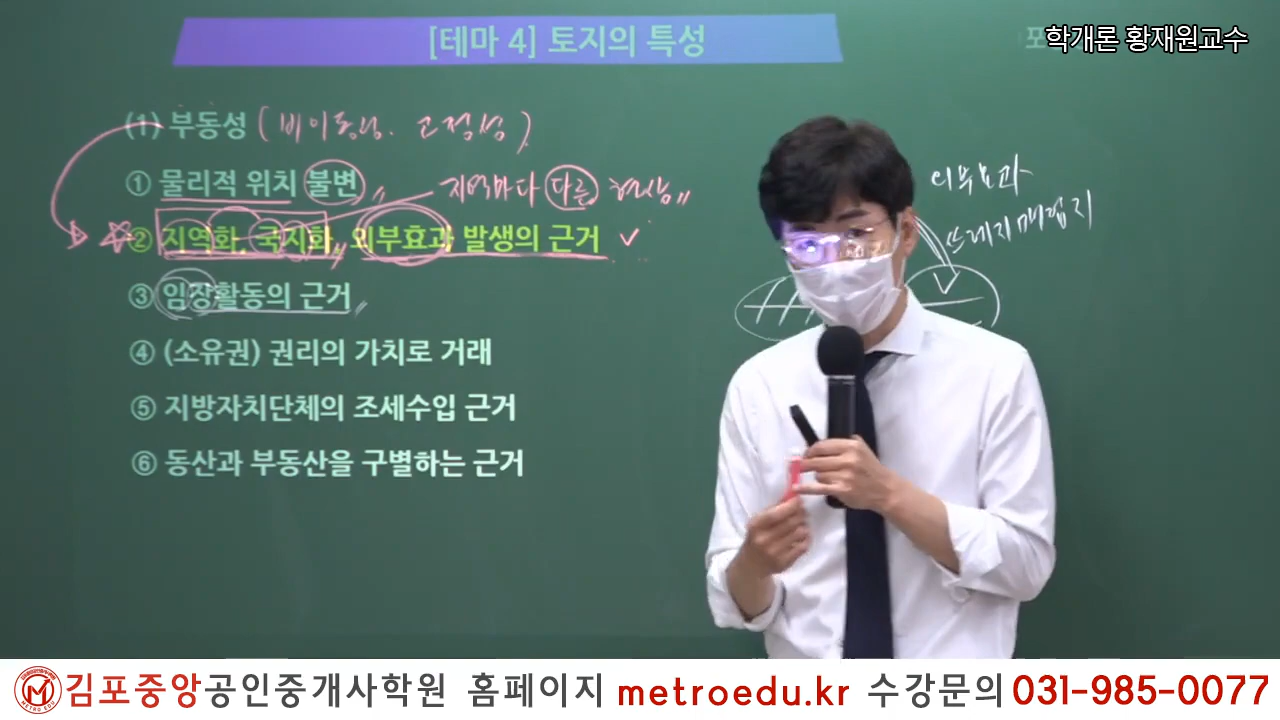 [테마 4] 토지의 특성
학개론 황재원교수
(1) 부동성 (비이동성. 고정성)
① 물리적 위치 불변
지역마다 다른 현상
② 지역화, 국지화, 외부효과 발생의 근거
③ 임장활동의 근거
④ (소유권) 권리의 가치로 거래
⑤ 지방자치단체의 조세수입 근거
⑥ 동산과 부동산을 구별하는 근거
외부효과
쓰레지매립지
김포중앙공인중개사학원 홈페이지 metroedu.kr 수강문의 031-985-0077